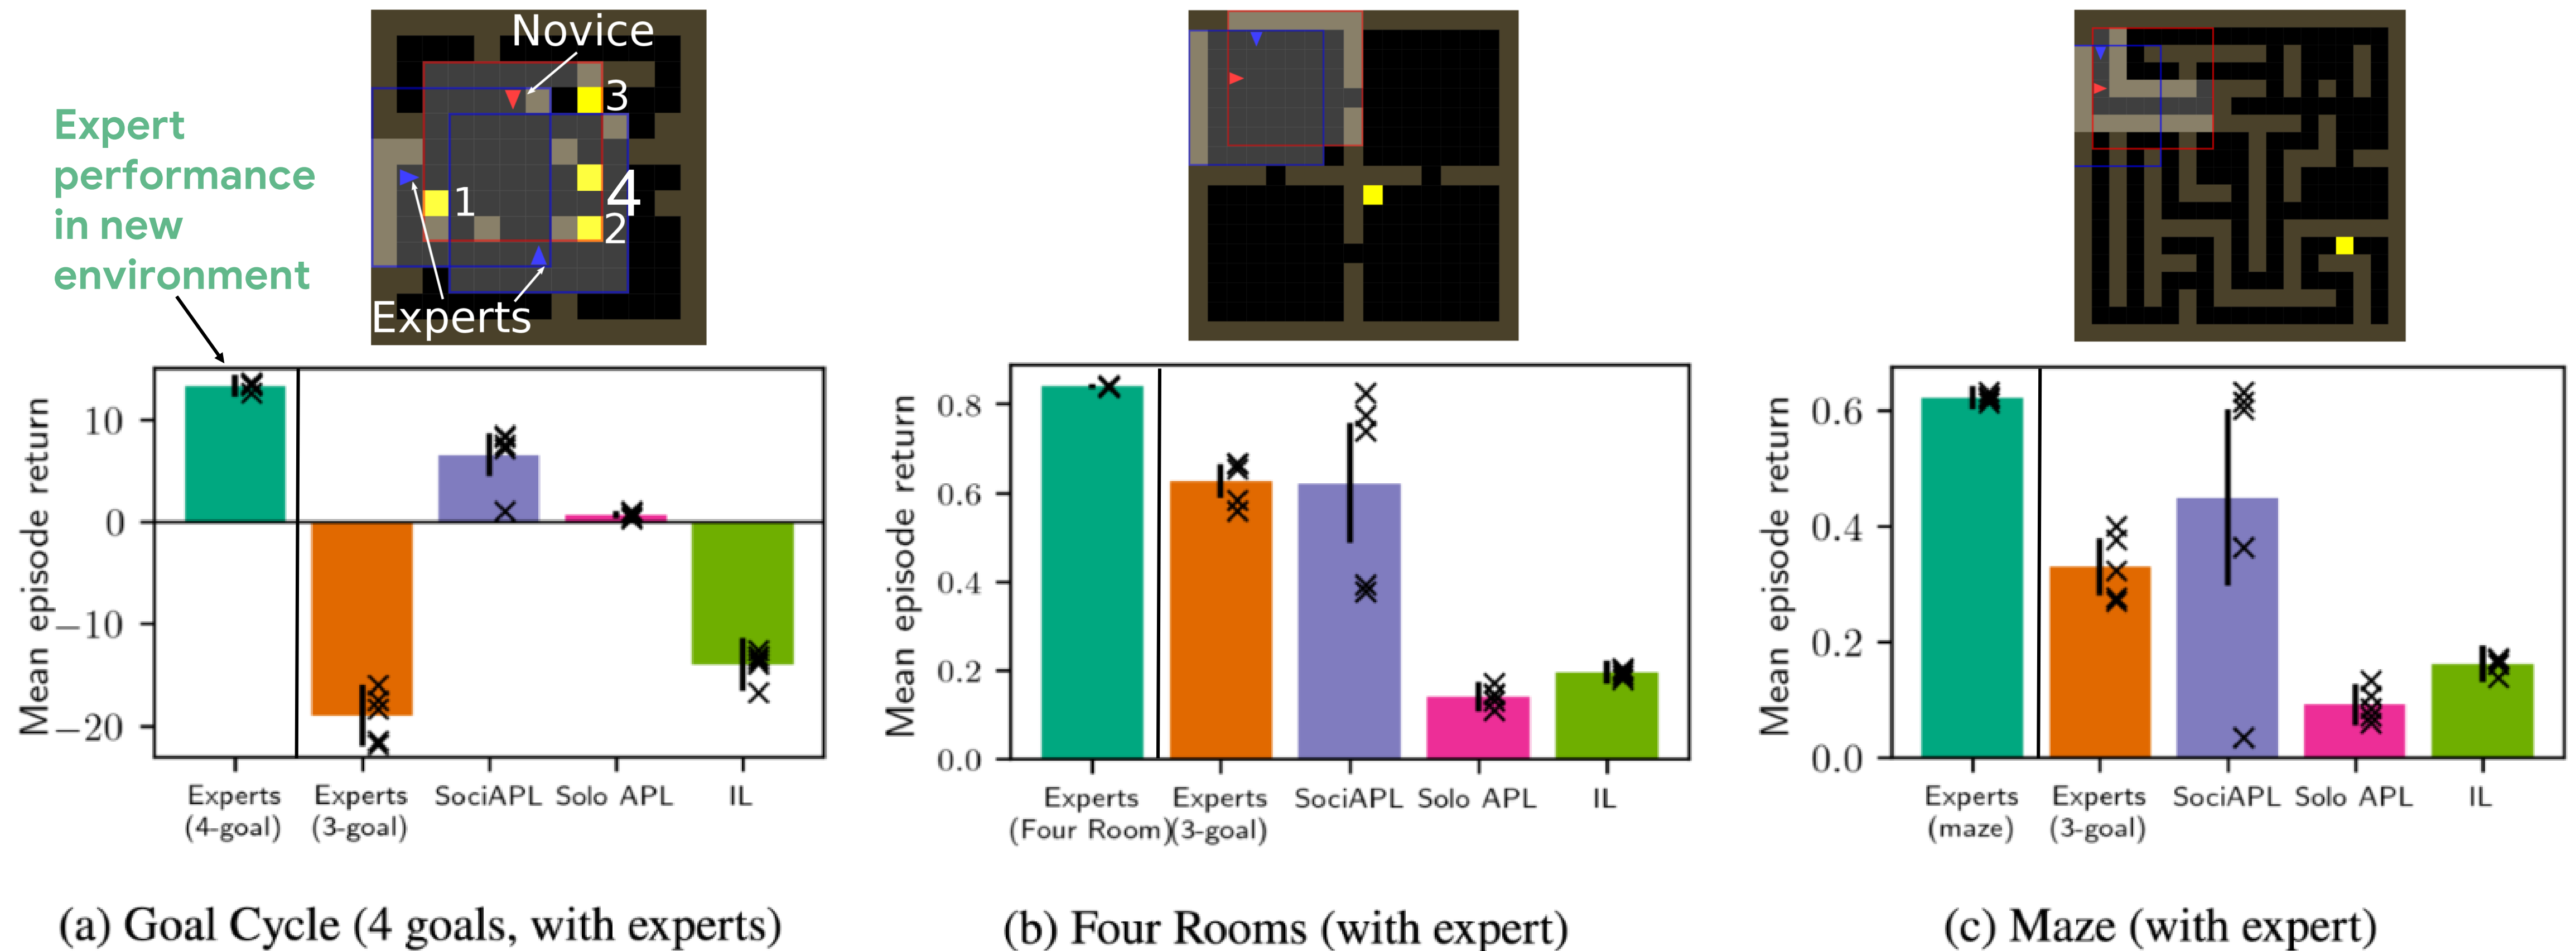 Expert
performance
in new
environment
Novice
3
1
4
2
Experts
Mean episode return
10
0
−10
−20
Experts
(4-goal)
Experts
(3-goal)
SociAPL
Solo APL
IL
(a) Goal Cycle (4 goals, with experts)
Mean episode return
0.8
0.6
0.4
0.2
0.0
Experts
(Four Room)
Experts
(3-goal)
SociAPL
Solo APL
IL
(b) Four Rooms (with expert)
Mean episode return
0.6
0.4
0.2
0.0
Experts
(maze)
Experts
(3-goal)
SociAPL
Solo APL
IL
(c) Maze (with expert)